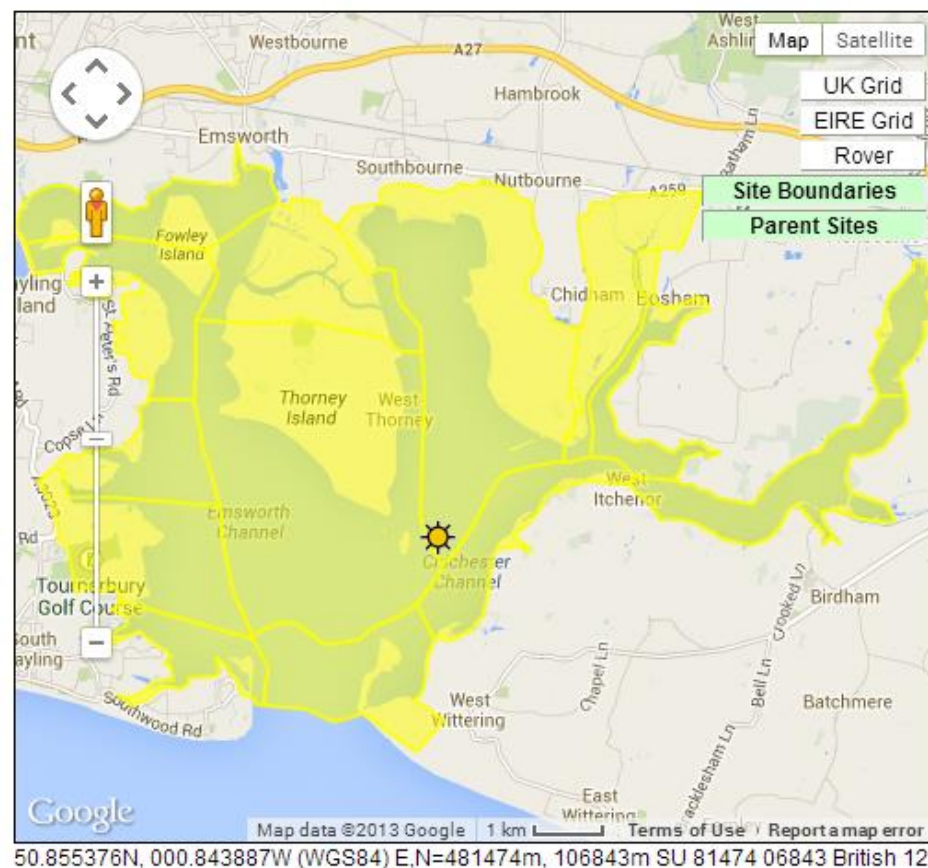 Westbourne
West
Map
Satellite
A27
UK Grid
Hambrook
EIRE Grid
Emsworth
Rover
Southbourne
Nutbourne
A259
Site Boundaries
Parent Sites
Fowley
Island
Chidham
Bosham
St Peter's Rd
Thorney
Island
West
Thorney
Copse Ln
A3023
Emsworth
Channel
West
Itchenor
Rd
Chichester
Channel
Tournerbury
Golf Course
Birdham
Crooked Ln
Chapel Ln
Bell Ln
Batchmere
West
Wittering
Southwood Rd
East
Wittering
Google
Map data ©2013 Google
1 km
Terms of Use
Report a map error
50.855376N, 000.843887W (WGS84) E,N=481474m, 106843m SU 81474 06843 British 12